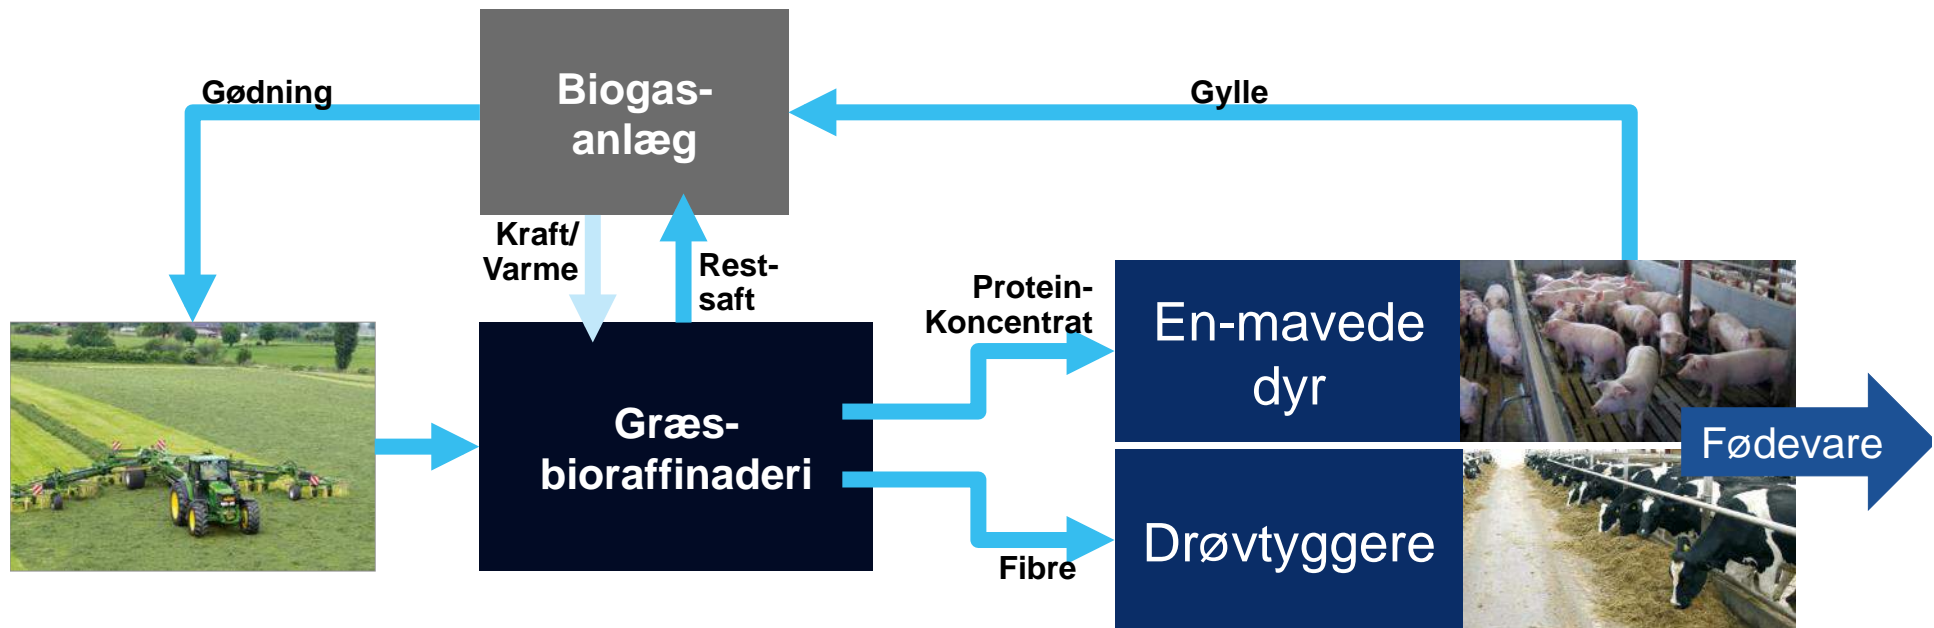 Gødning
Biogas-
anlæg
Gylle
Kraft/
Varme
Rest-
saft
Protein-
Koncentrat
En-mavede
dyr
Græs-
bioraffinaderi
Fødevare
Fibre
Drøvtyggere